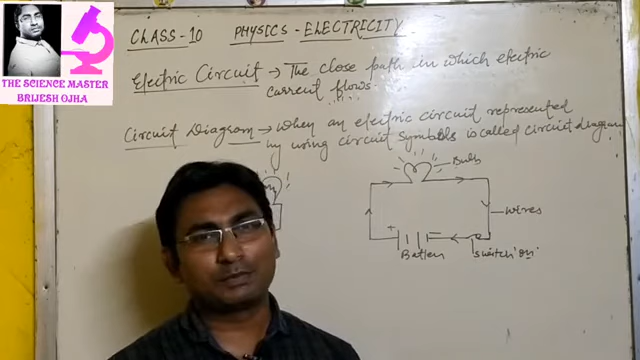 CLASS-10 PHYSICS-ELECTRICITY
THE SCIENCE MASTER
BRIJESH OJHA
Electric Circuit → The close path in which electric
current flows.
Circuit Diagram → When an electric circuit represented
by using circuit symbols is called circuit diagram
Bulb
wires
+
Battery
switch 'on'